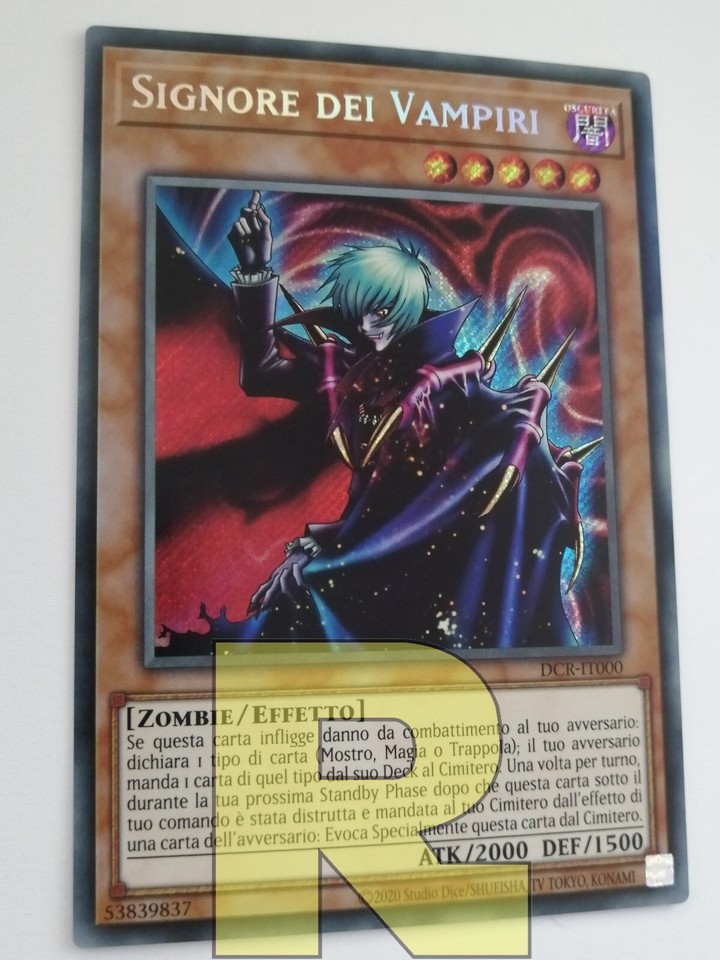 SIGNORE DEI VAMPIRI
OSCURITÀ
闇
DCR-IT000
[ZOMBIE/EFFETTO]
Se questa carta infligge danno da combattimento al tuo avversario:
dichiara 1 tipo di carta (Mostro, Magia o Trappola); il tuo avversario
manda 1 carta di quel tipo dal suo Deck al Cimitero. Una volta per turno,
durante la tua prossima Standby Phase dopo che questa carta sotto il
tuo comando è stata distrutta e mandata al tuo Cimitero dall'effetto di
una carta dell'avversario: Evoca Specialmente questa carta dal Cimitero.
ATK/2000 DEF/1500
53839837
©2020 Studio Dice/SHUEISHA, TV TOKYO, KONAMI
R